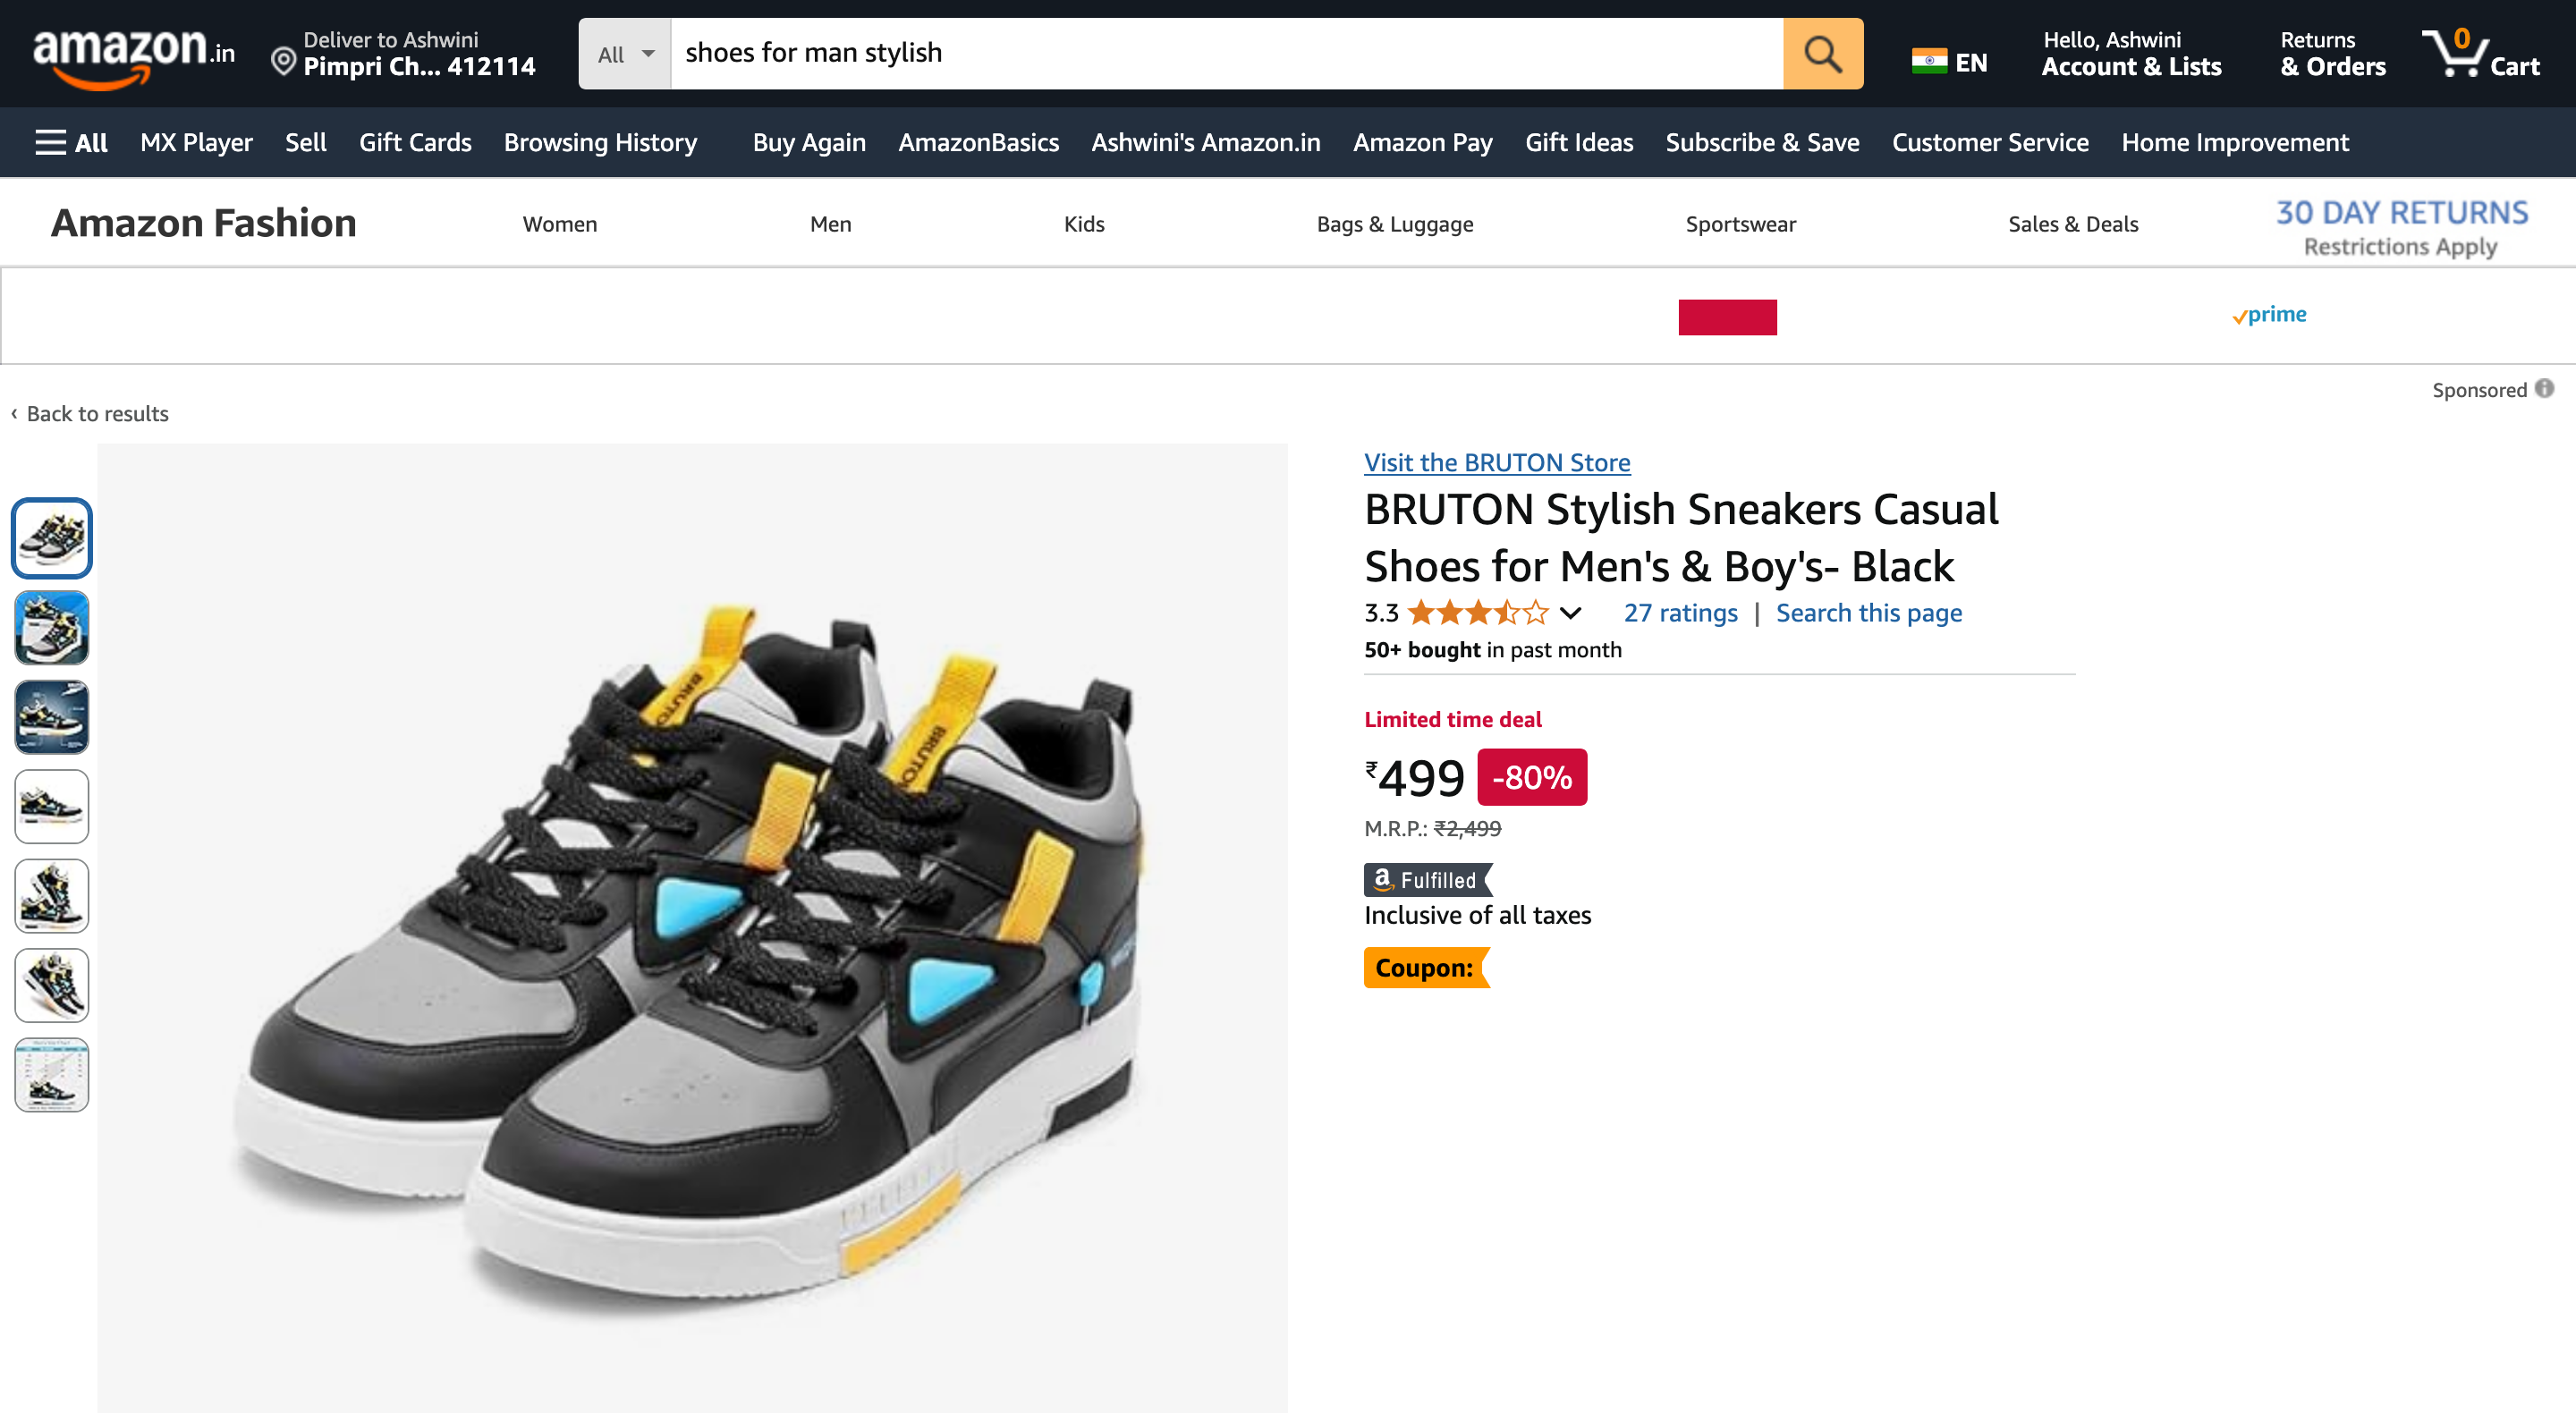 amazon.in
Deliver to Ashwini
Pimpri Ch... 412114
All
shoes for man stylish
EN
Hello, Ashwini
Account & Lists
Returns
& Orders
0
Cart
All MX Player Sell Gift Cards Browsing History Buy Again AmazonBasics Ashwini's Amazon.in Amazon Pay Gift Ideas Subscribe & Save Customer Service Home Improvement
Amazon Fashion Women Men Kids Bags & Luggage Sportswear Sales & Deals
30 DAY RETURNS
Restrictions Apply
prime
Sponsored
‹ Back to results
BRUTO
BRUTO
Visit the BRUTON Store
BRUTON Stylish Sneakers Casual
Shoes for Men's & Boy's- Black
3.3 27 ratings | Search this page
50+ bought in past month
Limited time deal
₹499 -80%
M.R.P.: ₹2,499
a Fulfilled
Inclusive of all taxes
Coupon: